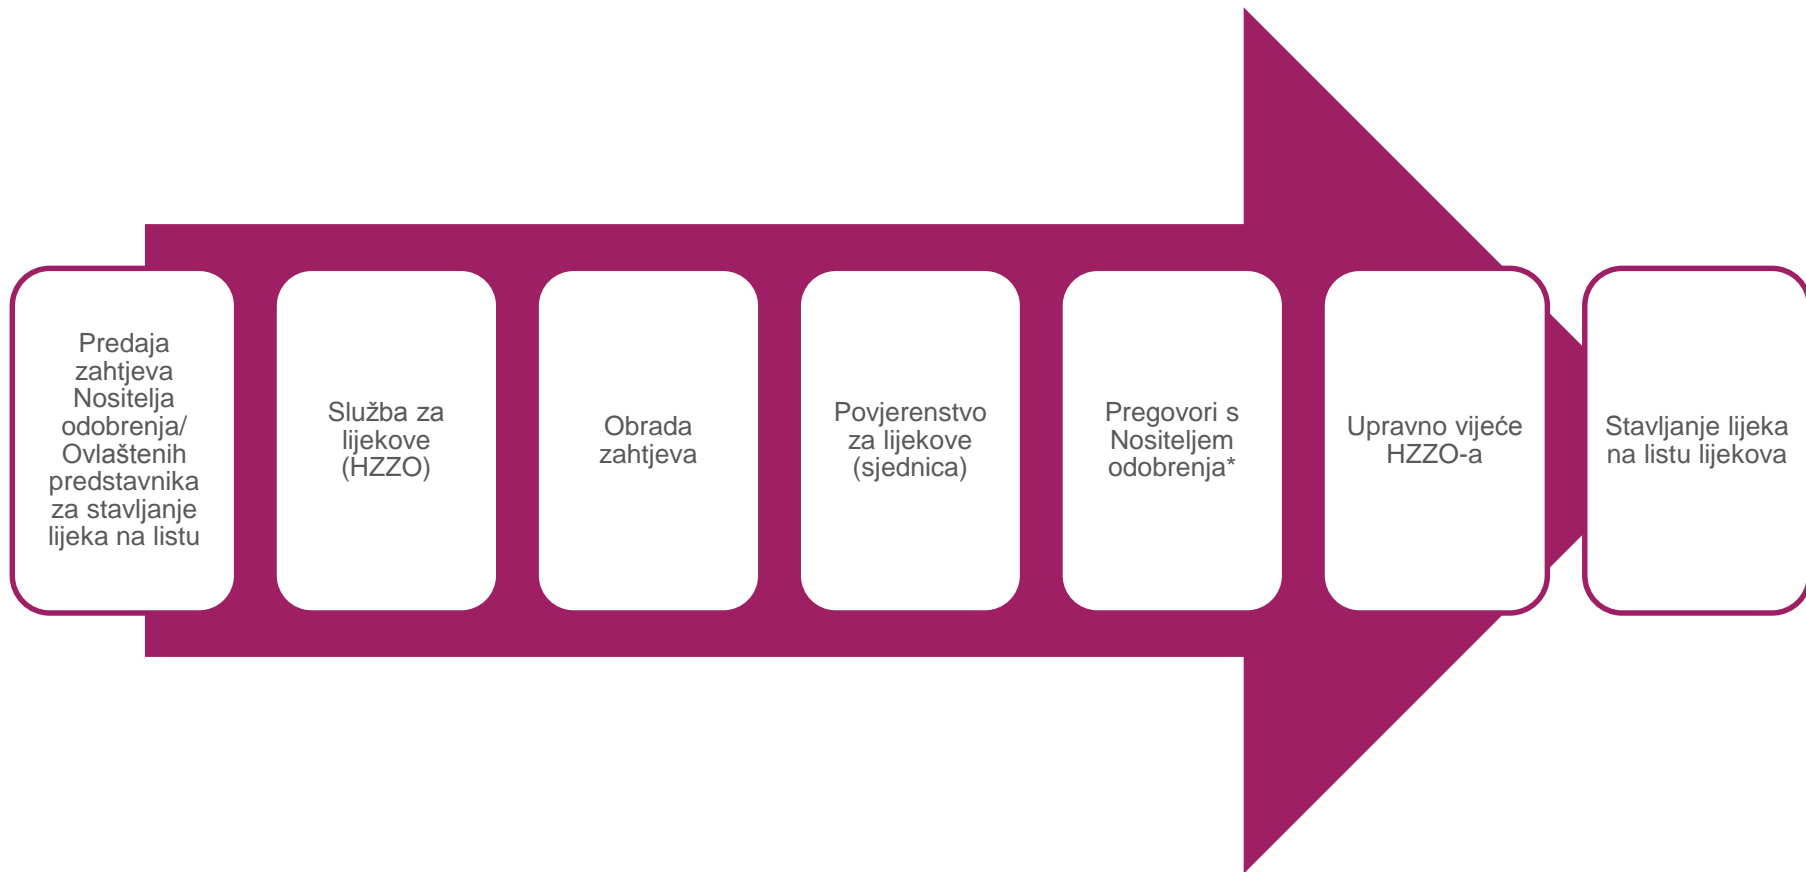 Predaja
zahtjeva
Nositelja
odobrenja/
Ovlaštenih
predstavnika
za stavljanje
lijeka na listu
Služba za
lijekove
(HZZO)
Obrada
zahtjeva
Povjerenstvo
za lijekove
(sjednica)
Pregovori s
Nositeljem
odobrenja*
Upravno vijeće
HZZO-a
Stavljanje lijeka
na listu lijekova